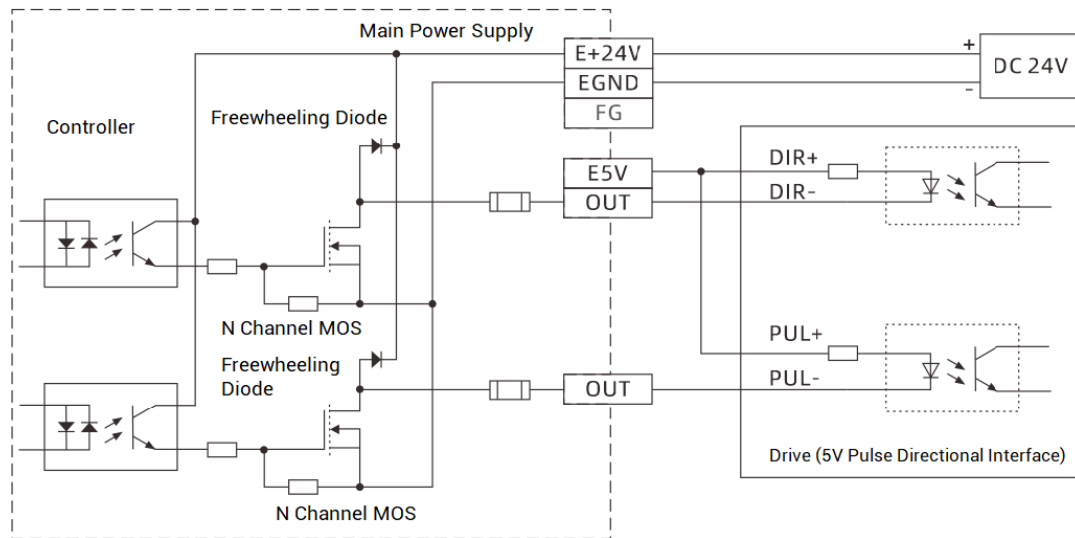 Main Power Supply
E+24V
+
DC 24V
EGND
-
FG
Controller
Freewheeling Diode
E5V
DIR+
OUT
DIR-
N Channel MOS
Freewheeling
Diode
PUL+
OUT
PUL-
Drive (5V Pulse Directional Interface)
N Channel MOS